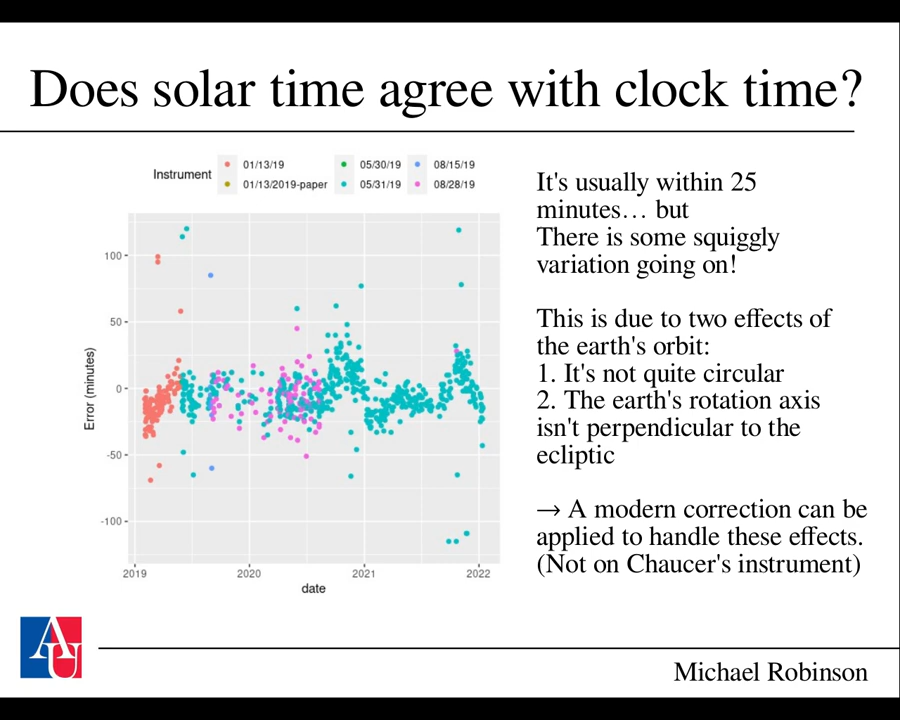 Does solar time agree with clock time?
Instrument
01/13/19
05/30/19
08/15/19
01/13/2019-paper
05/31/19
08/28/19
It's usually within 25
minutes… but
There is some squiggly
variation going on!
This is due to two effects of
the earth's orbit:
1. It's not quite circular
2. The earth's rotation axis
isn't perpendicular to the
ecliptic
→ A modern correction can be
applied to handle these effects.
(Not on Chaucer's instrument)
Error (minutes)
100
50
0
-50
-100
2019
2020
2021
2022
date
AU
Michael Robinson